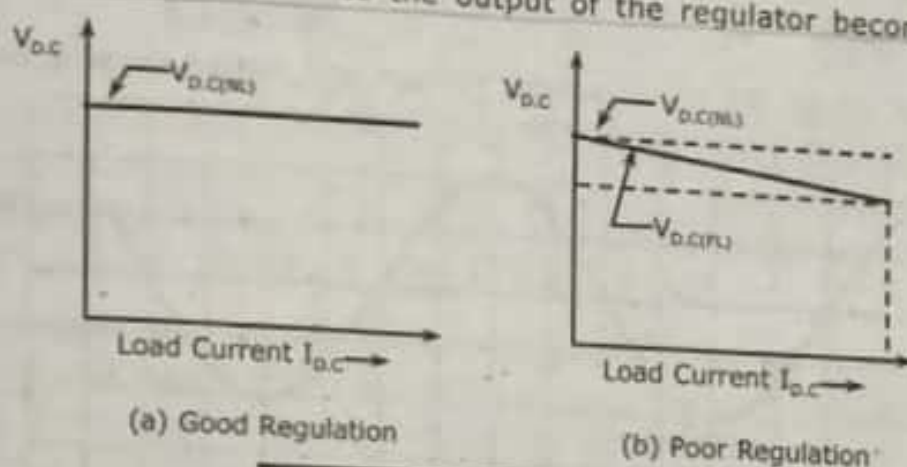 the output of the regulator becor
V_D.C
V_D.C(NL)
Load Current I_D.C
(a) Good Regulation
V_D.C
V_D.C(NL)
V_D.C(FL)
Load Current I_D.C
(b) Poor Regulation